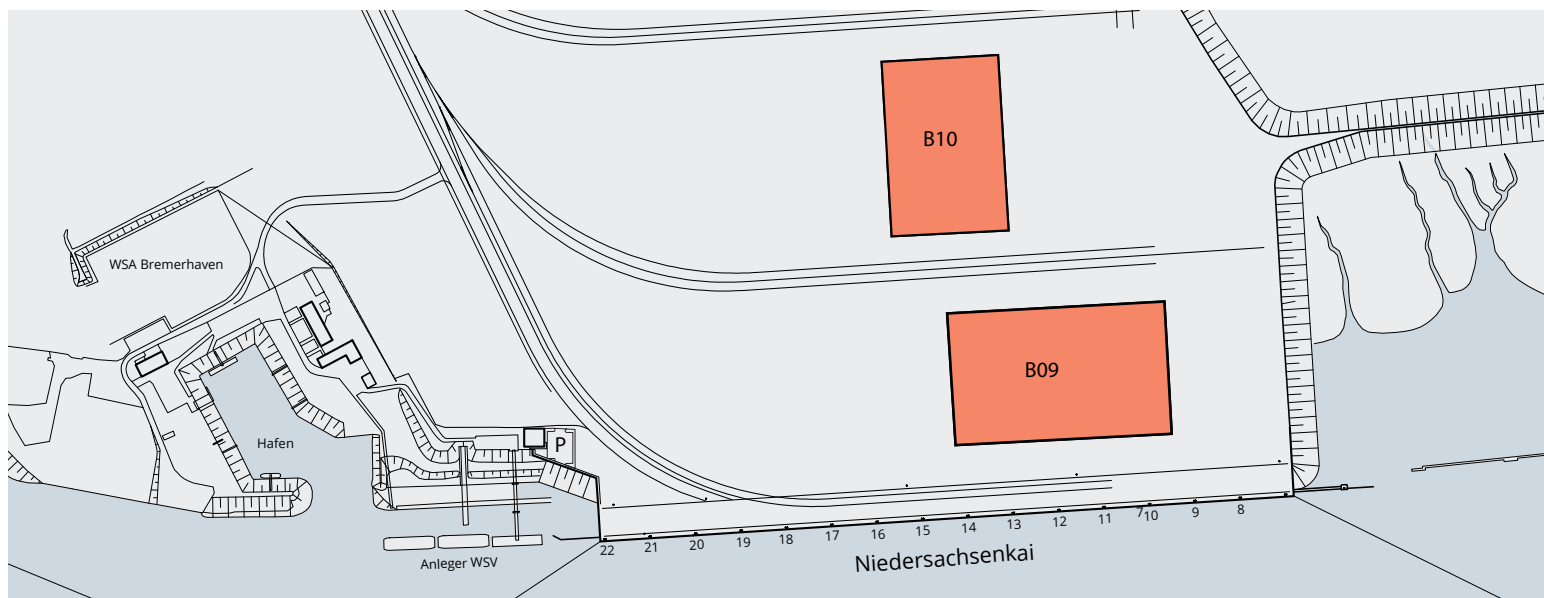 B10
WSA Bremerhaven
B09
Hafen
P
22 21 20 19 18 17 16 15 14 13 12 11 7 10 9 8
Niedersachsenkai
Anleger WSV